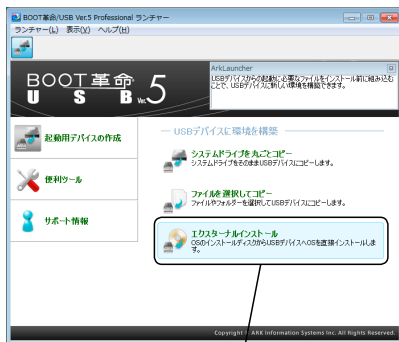 BOOT革命/USB Ver.5 Professional ランチャー
ランチャー(L) 表示(V) ヘルプ(H)
BOOT革命
USB Ver.5
ArkLauncher
USBデバイスからの起動に必要なファイルをインストール前に組み込む
ことで、USBデバイスに新しい環境を構築できます。
起動用デバイスの作成
便利ツール
サポート情報
USBデバイスに環境を構築
システムドライブを丸ごとコピー
システムドライブをそのままUSBデバイスにコピーします。
ファイルを選択してコピー
ファイルやフォルダーを選択してUSBデバイスにコピーします。
エクスターナルインストール
OSのインストールディスクからUSBデバイスへOSを直接インストールしま
す。
Copyright © ARK Information Systems Inc. All Rights Reserved.